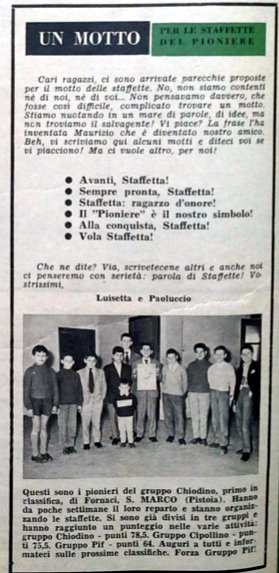 UN MOTTO
PER LE STAFFETTE
DEL PIONIERE
Cari ragazzi, ci sono arrivate parecchie proposte
per il motto delle staffette. No, non siamo contenti
né di noi, né di voi... Non pensavamo davvero, che
fosse così difficile, complicato trovare un motto.
Stiamo nuotando in un mare di parole, di idee, ma
non troviamo il salvagente! Vi piace? La frase l'ha
inventata Maurizio che è diventato nostro amico.
Beh, vi scriviamo qui alcuni motti e diteci voi se
vi piacciono! Ma ci vuole altro, per noi!
● Avanti, Staffetta!
● Sempre pronta, Staffetta!
● Staffetta: ragazzo d'onore!
● Il "Pioniere" è il nostro simbolo!
● Alla conquista, Staffetta!
● Vola Staffetta!
Che ne dite? Via, scrivetecene altri e anche noi
ci penseremo con serietà: parola di Staffette! Vo-
strissimi,
Luisetta e Paoluccio
Questi sono i pionieri del gruppo Chiodino, primo in
classifica, di Fornaci, S. MARCO (Pistoia). Hanno
da poche settimane il loro reparto e stanno organiz-
zando le staffette. Si sono già divisi in tre gruppi e
hanno raggiunto un punteggio nelle varie attività:
gruppo Chiodino - punti 78,5. Gruppo Cipollino - pun-
ti 75,5. Gruppo Pif - punti 64. Auguri a tutti e infor-
mateci sulle prossime classifiche. Forza Gruppo Pif!